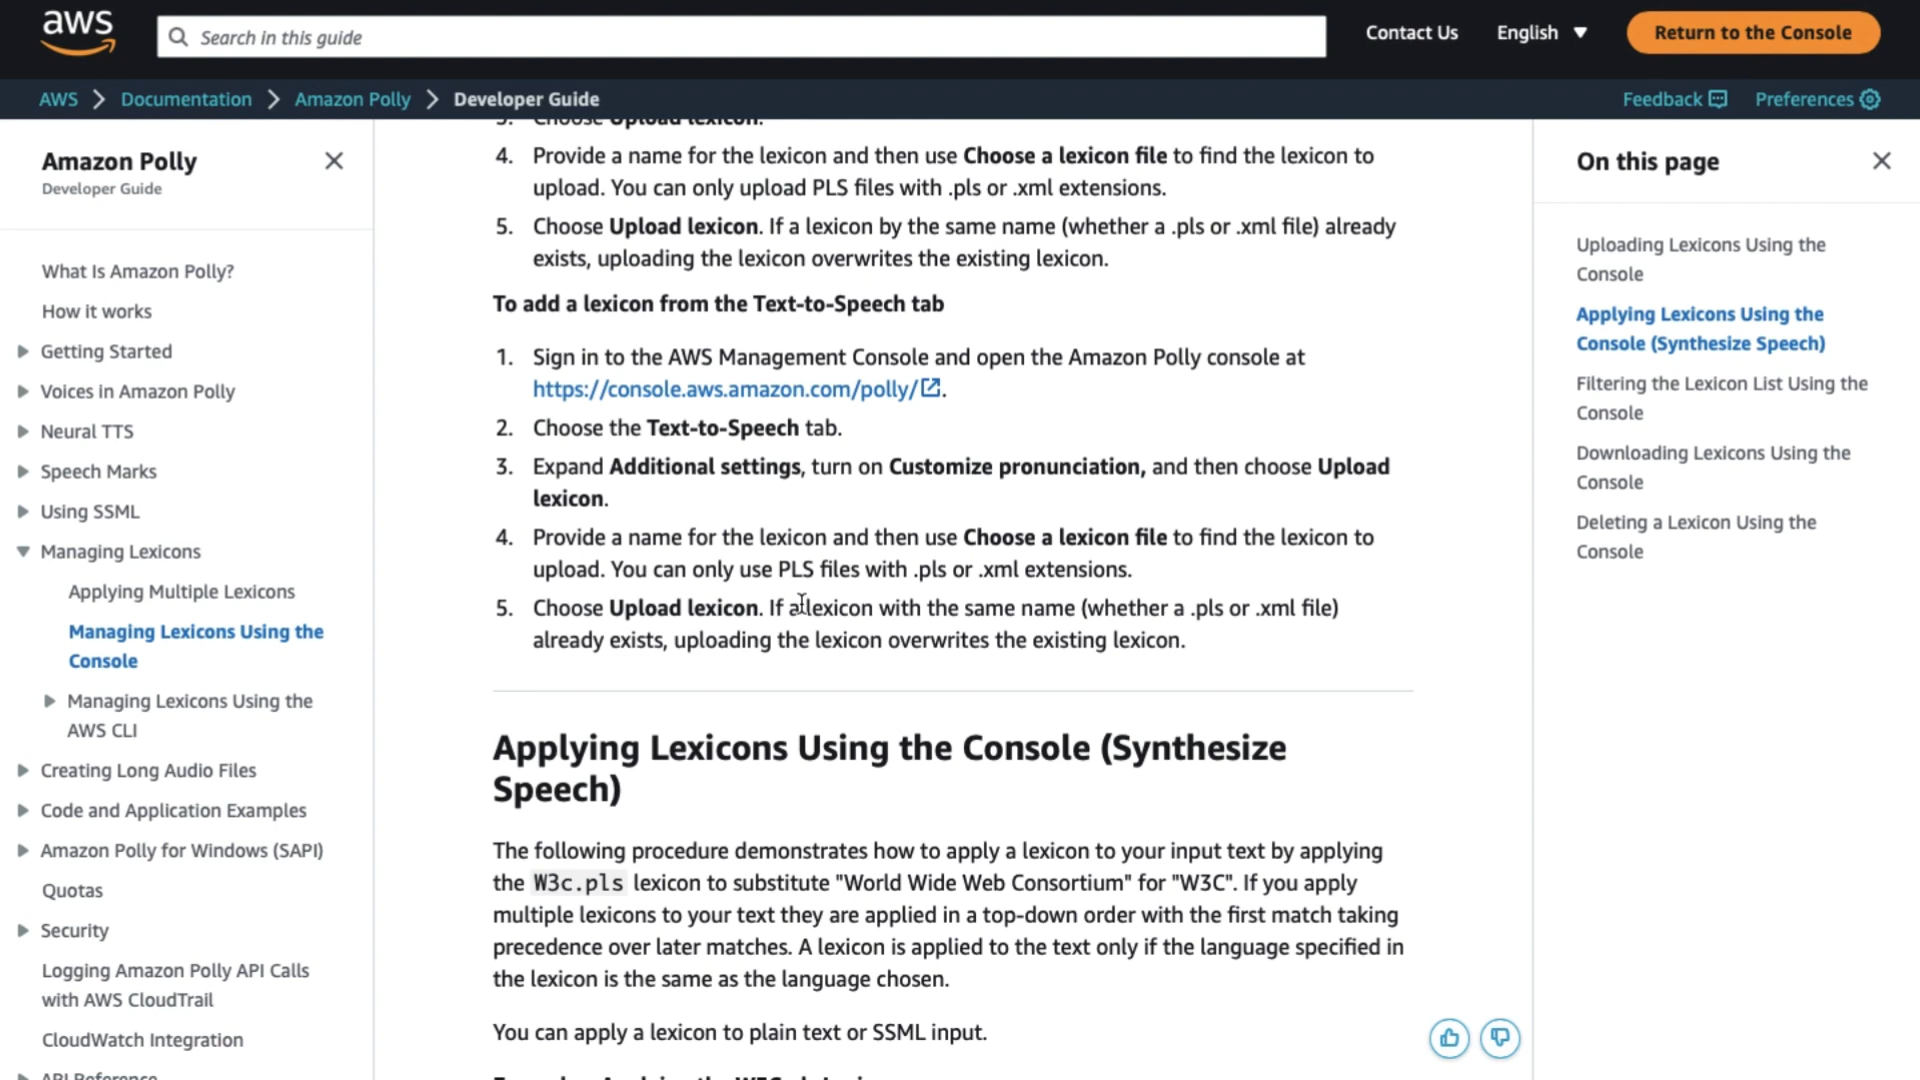 aws
Search in this guide
Contact Us
English
Return to the Console
AWS
Documentation
Amazon Polly
Developer Guide
Feedback
Preferences
Amazon Polly
Developer Guide
What Is Amazon Polly?
How it works
Getting Started
Voices in Amazon Polly
Neural TTS
Speech Marks
Using SSML
Managing Lexicons
Applying Multiple Lexicons
Managing Lexicons Using the
Console
Managing Lexicons Using the
AWS CLI
Creating Long Audio Files
Code and Application Examples
Amazon Polly for Windows (SAPI)
Quotas
Security
Logging Amazon Polly API Calls
with AWS CloudTrail
CloudWatch Integration
API Reference
3. Choose Upload lexicon.
4. Provide a name for the lexicon and then use Choose a lexicon file to find the lexicon to
upload. You can only upload PLS files with .pls or .xml extensions.
5. Choose Upload lexicon. If a lexicon by the same name (whether a .pls or .xml file) already
exists, uploading the lexicon overwrites the existing lexicon.
To add a lexicon from the Text-to-Speech tab
1. Sign in to the AWS Management Console and open the Amazon Polly console at
https://console.aws.amazon.com/polly/.
2. Choose the Text-to-Speech tab.
3. Expand Additional settings, turn on Customize pronunciation, and then choose Upload
lexicon.
4. Provide a name for the lexicon and then use Choose a lexicon file to find the lexicon to
upload. You can only use PLS files with .pls or .xml extensions.
5. Choose Upload lexicon. If a lexicon with the same name (whether a .pls or .xml file)
already exists, uploading the lexicon overwrites the existing lexicon.
Applying Lexicons Using the Console (Synthesize
Speech)
The following procedure demonstrates how to apply a lexicon to your input text by applying
the W3c.pls lexicon to substitute "World Wide Web Consortium" for "W3C". If you apply
multiple lexicons to your text they are applied in a top-down order with the first match taking
precedence over later matches. A lexicon is applied to the text only if the language specified in
the lexicon is the same as the language chosen.
You can apply a lexicon to plain text or SSML input.
On this page
Uploading Lexicons Using the
Console
Applying Lexicons Using the
Console (Synthesize Speech)
Filtering the Lexicon List Using the
Console
Downloading Lexicons Using the
Console
Deleting a Lexicon Using the
Console